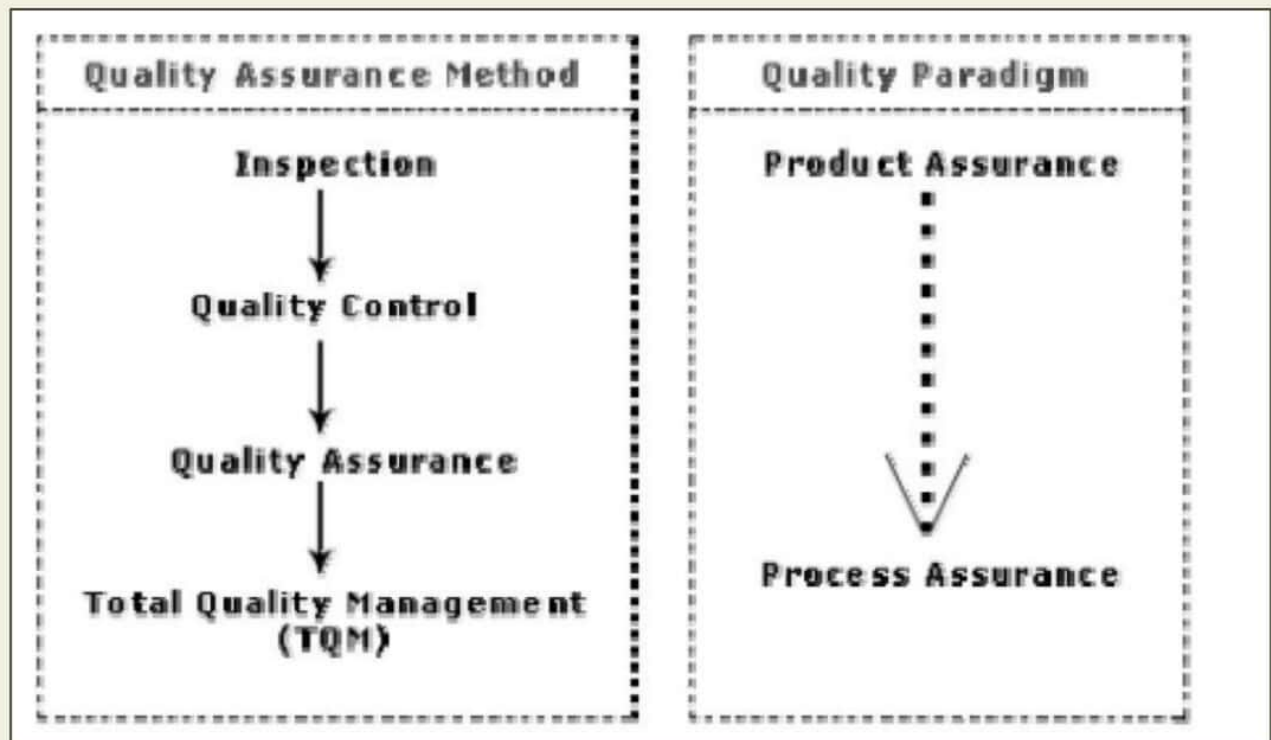 Quality Assurance Method
Inspection
Quality Control
Quality Assurance
Total Quality Management
(TQM)
Quality Paradigm
Product Assurance
Process Assurance